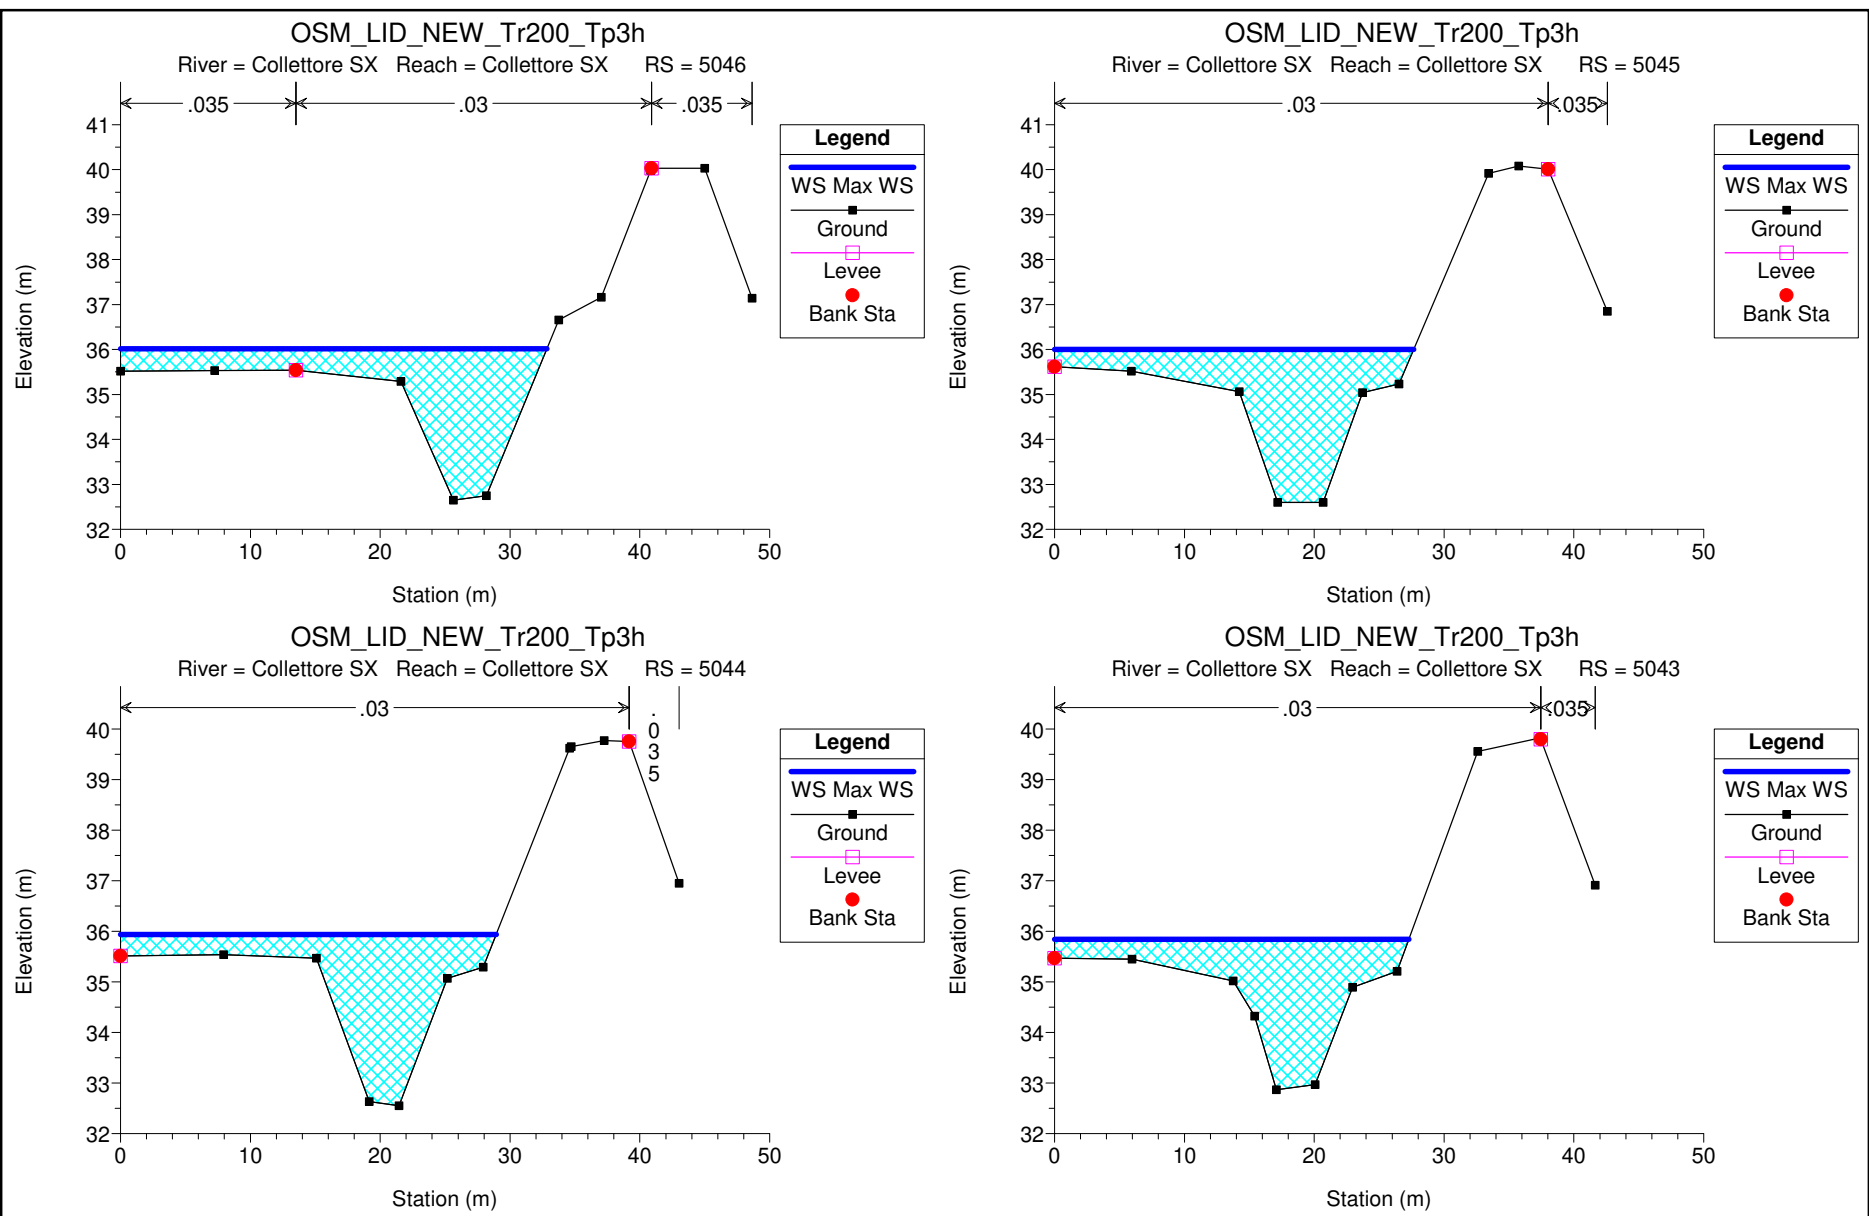 OSM_LID_NEW_Tr200_Tp3h
River = Collettore SX Reach = Collettore SX RS = 5046
.035 .03 .035
41
40
39
38
37
36
35
34
33
32
0 10 20 30 40 50
Elevation (m)
Station (m)
Legend
WS Max WS
Ground
Levee
Bank Sta
OSM_LID_NEW_Tr200_Tp3h
River = Collettore SX Reach = Collettore SX RS = 5045
.03 .035
41
40
39
38
37
36
35
34
33
32
0 10 20 30 40 50
Elevation (m)
Station (m)
Legend
WS Max WS
Ground
Levee
Bank Sta
OSM_LID_NEW_Tr200_Tp3h
River = Collettore SX Reach = Collettore SX RS = 5044
.03 .035
40
39
38
37
36
35
34
33
32
0 10 20 30 40 50
Elevation (m)
Station (m)
Legend
WS Max WS
Ground
Levee
Bank Sta
OSM_LID_NEW_Tr200_Tp3h
River = Collettore SX Reach = Collettore SX RS = 5043
.03 .035
40
39
38
37
36
35
34
33
32
0 10 20 30 40 50
Elevation (m)
Station (m)
Legend
WS Max WS
Ground
Levee
Bank Sta